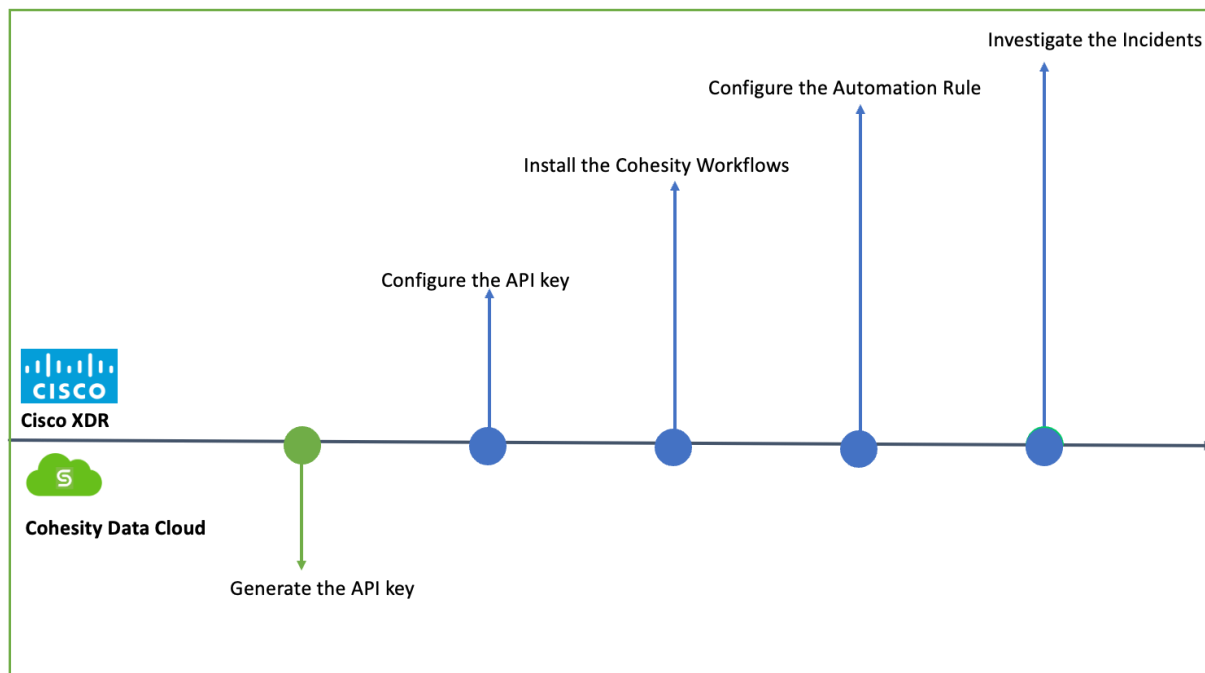 Investigate the Incidents
Configure the Automation Rule
Install the Cohesity Workflows
Configure the API key
CISCO
Cisco XDR
S
Cohesity Data Cloud
Generate the API key